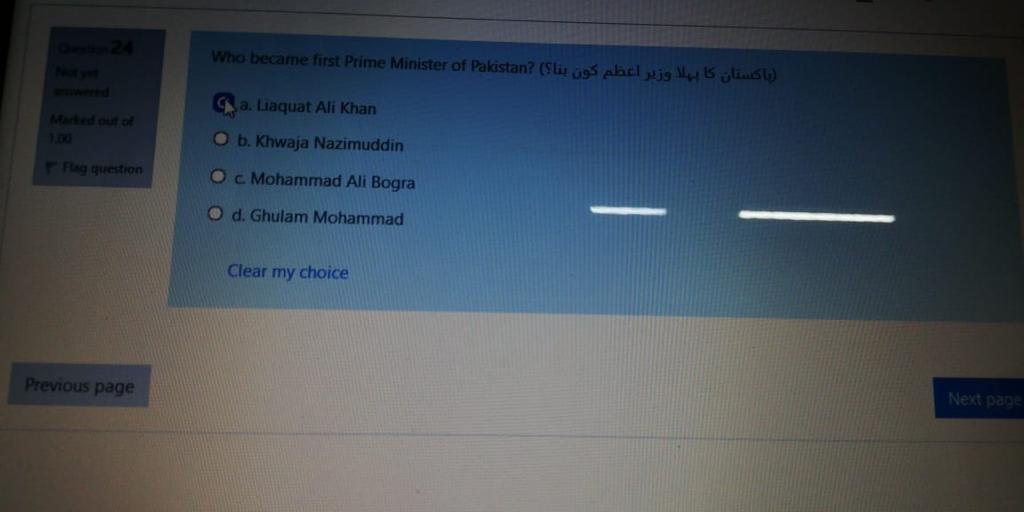 Question 24
Not yet
answered
Marked out of
1.00
Flag question
Who became first Prime Minister of Pakistan? (پاکستان کا پہلا وزیر اعظم کون بنا؟)
a. Liaquat Ali Khan
b. Khwaja Nazimuddin
c. Mohammad Ali Bogra
d. Ghulam Mohammad
Clear my choice
Previous page
Next page